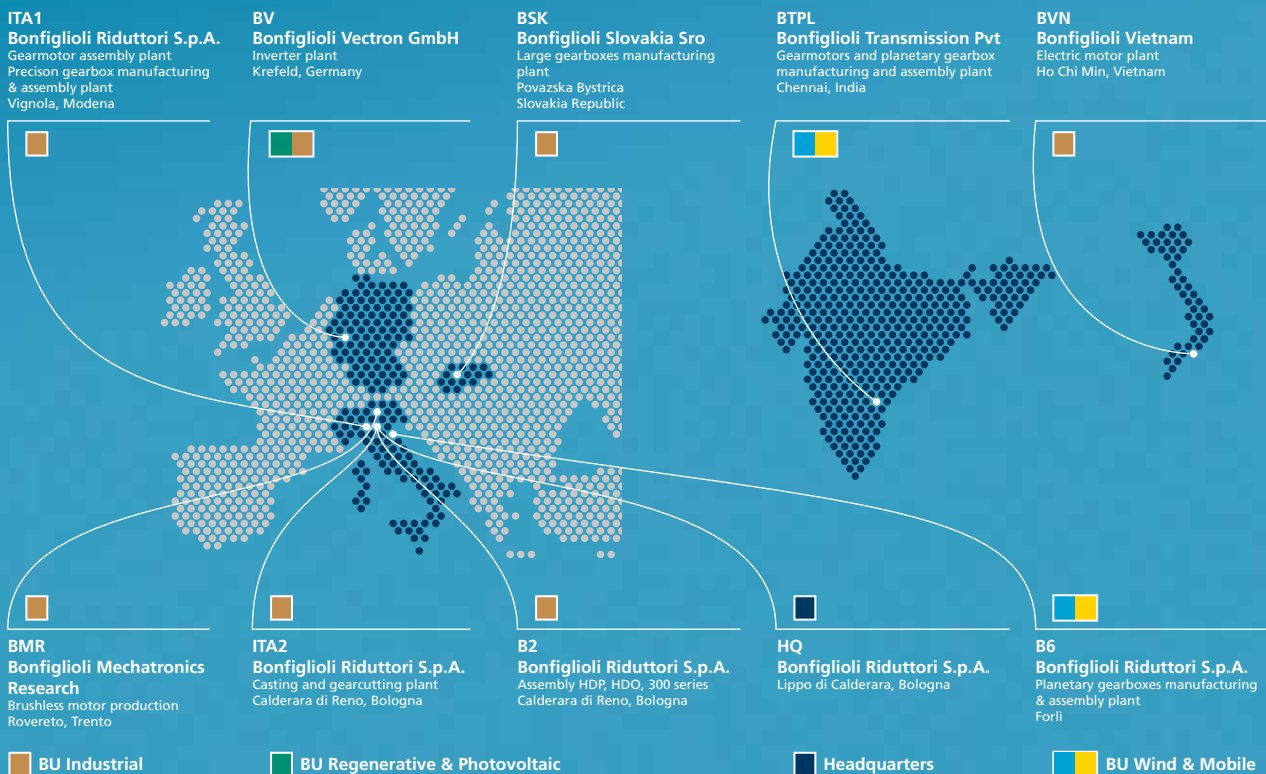 ITA1
Bonfiglioli Riduttori S.p.A.
Gearmotor assembly plant
Precison gearbox manufacturing
& assembly plant
Vignola, Modena
BV
Bonfiglioli Vectron GmbH
Inverter plant
Krefeld, Germany
BSK
Bonfiglioli Slovakia Sro
Large gearboxes manufacturing
plant
Povazska Bystrica
Slovakia Republic
BTPL
Bonfiglioli Transmission Pvt
Gearmotors and planetary gearbox
manufacturing and assembly plant
Chennai, India
BVN
Bonfiglioli Vietnam
Electric motor plant
Ho Chi Min, Vietnam
BMR
Bonfiglioli Mechatronics
Research
Brushless motor production
Rovereto, Trento
ITA2
Bonfiglioli Riduttori S.p.A.
Casting and gearcutting plant
Calderara di Reno, Bologna
B2
Bonfiglioli Riduttori S.p.A.
Assembly HDP, HDO, 300 series
Calderara di Reno, Bologna
HQ
Bonfiglioli Riduttori S.p.A.
Lippo di Calderara, Bologna
B6
Bonfiglioli Riduttori S.p.A.
Planetary gearboxes manufacturing
& assembly plant
Forlì
BU Industrial
BU Regenerative & Photovoltaic
Headquarters
BU Wind & Mobile